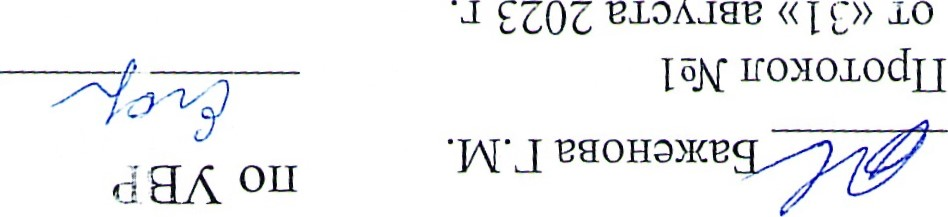 Баженова Г.М.
Протокол №1
от «31» августа 2023 г.
по УВР